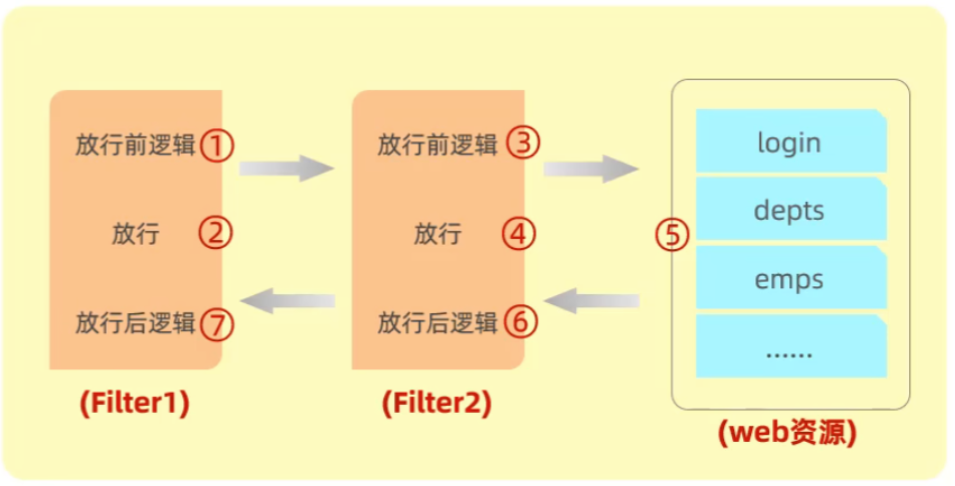 放行前逻辑①
放行 ②
放行后逻辑⑦
(Filter1)
放行前逻辑③
放行 ④
放行后逻辑⑥
(Filter2)
⑤
login
depts
emps
......
(web资源)